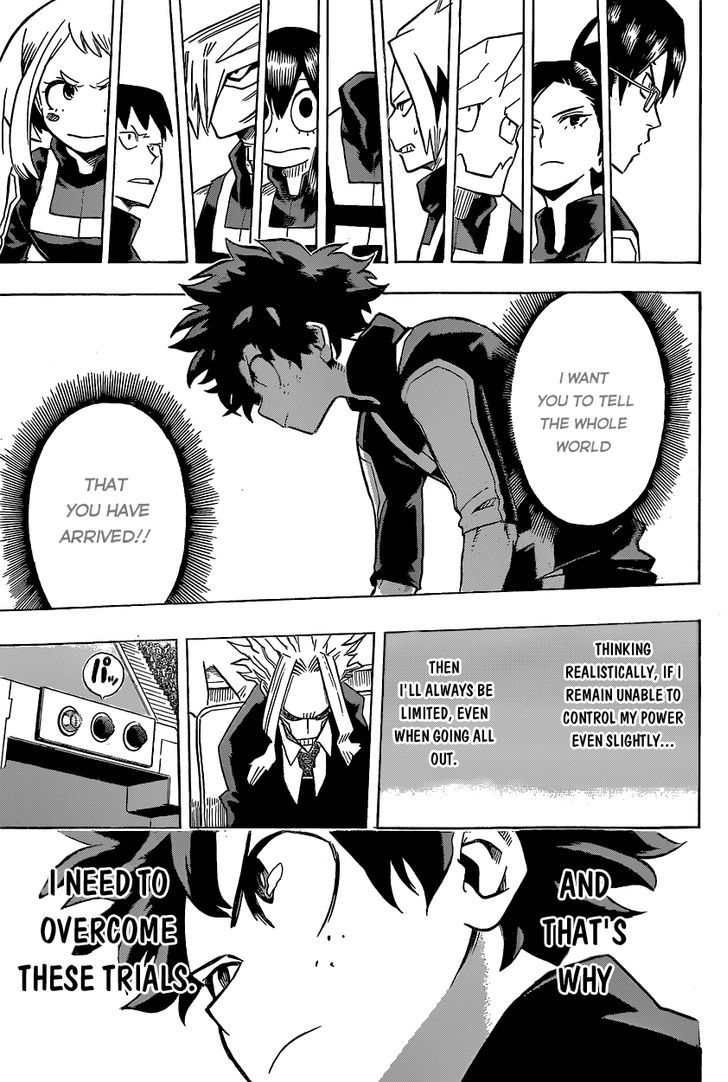 I WANT
YOU TO TELL
THE WHOLE
WORLD
THAT
YOU HAVE
ARRIVED!!
THINKING
REALISTICALLY, IF I
REMAIN UNABLE TO
CONTROL MY POWER
EVEN SLIGHTLY...
THEN
I'LL ALWAYS BE
LIMITED, EVEN
WHEN GOING ALL
OUT.
パッ
AND
THAT'S
WHY
I NEED TO
OVERCOME
THESE TRIALS.